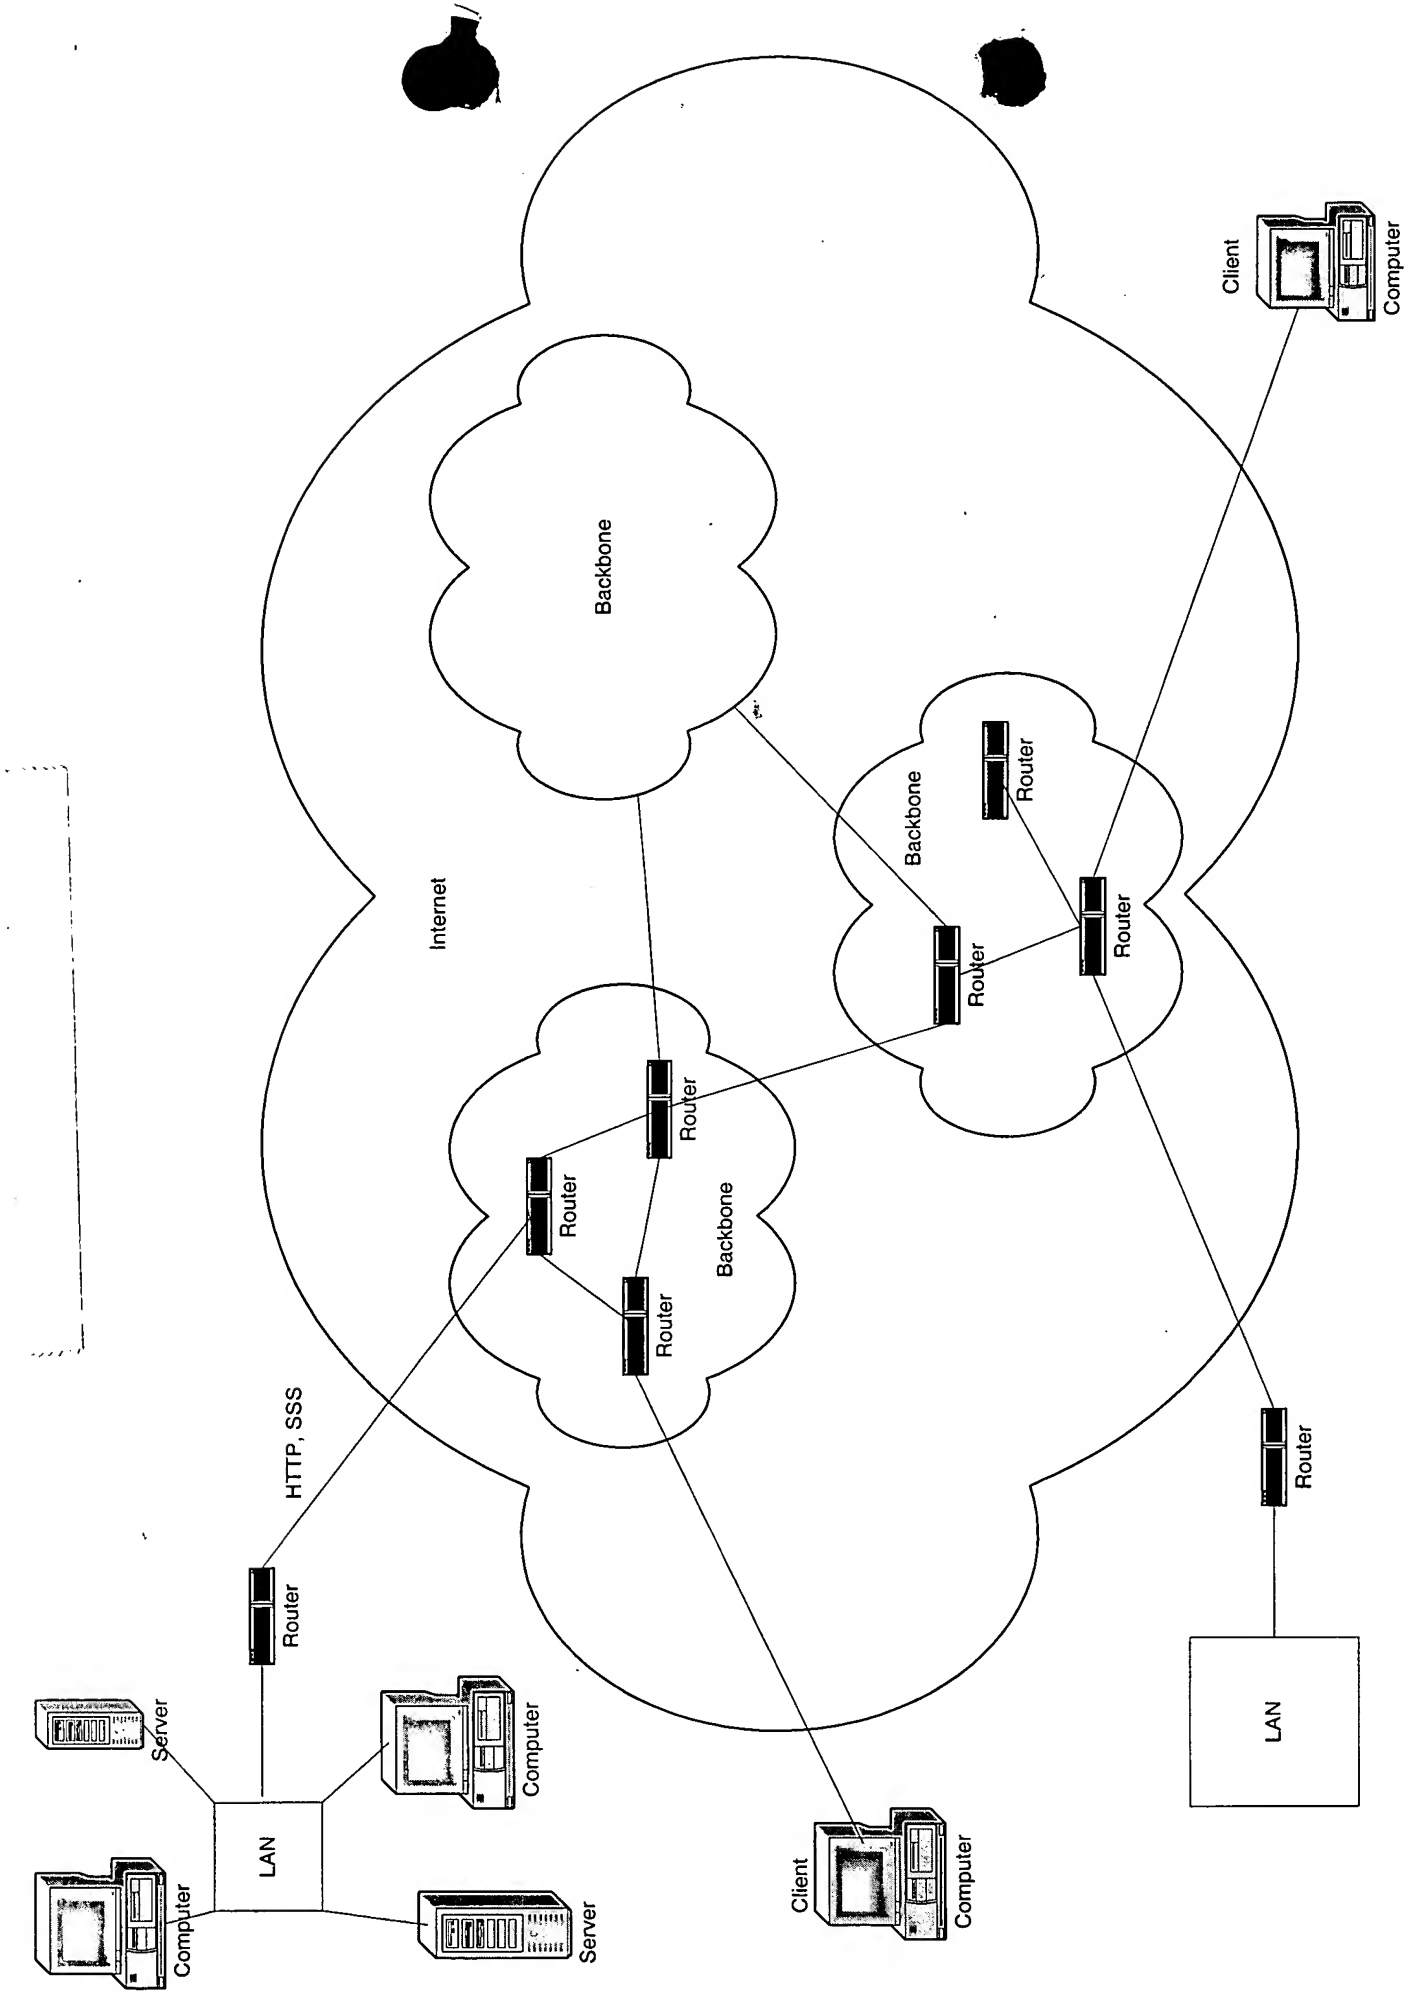 Computer
Server
LAN
Server
Computer
Router
HTTP, SSS
Client
Computer
Internet
Router
Router
Router
Backbone
Backbone
Backbone
Router
Router
Router
Client
Computer
Router
LAN